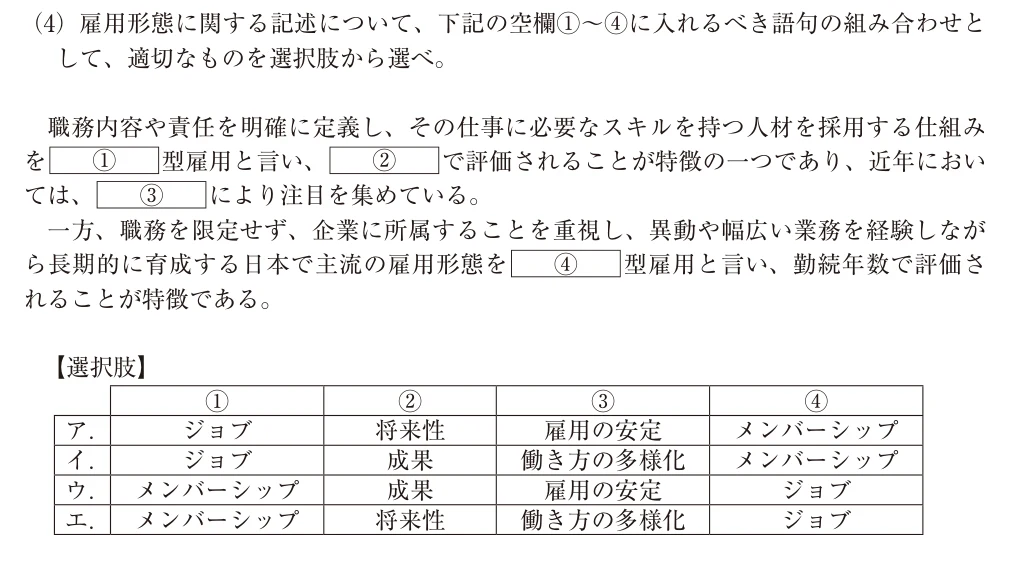 (4) 雇用形態に関する記述について、下記の空欄①～④に入れるべき語句の組み合わせと
して、適切なものを選択肢から選べ。
職務内容や責任を明確に定義し、その仕事に必要なスキルを持つ人材を採用する仕組み
を ① 型雇用と言い、 ② で評価されることが特徴の一つであり、近年におい
ては、 ③ により注目を集めている。
一方、職務を限定せず、企業に所属することを重視し、異動や幅広い業務を経験しなが
ら長期的に育成する日本で主流の雇用形態を ④ 型雇用と言い、勤続年数で評価さ
れることが特徴である。
【選択肢】
① ② ③ ④
ア. ジョブ 将来性 雇用の安定 メンバーシップ
イ. ジョブ 成果 働き方の多様化 メンバーシップ
ウ. メンバーシップ 成果 雇用の安定 ジョブ
エ. メンバーシップ 将来性 働き方の多様化 ジョブ